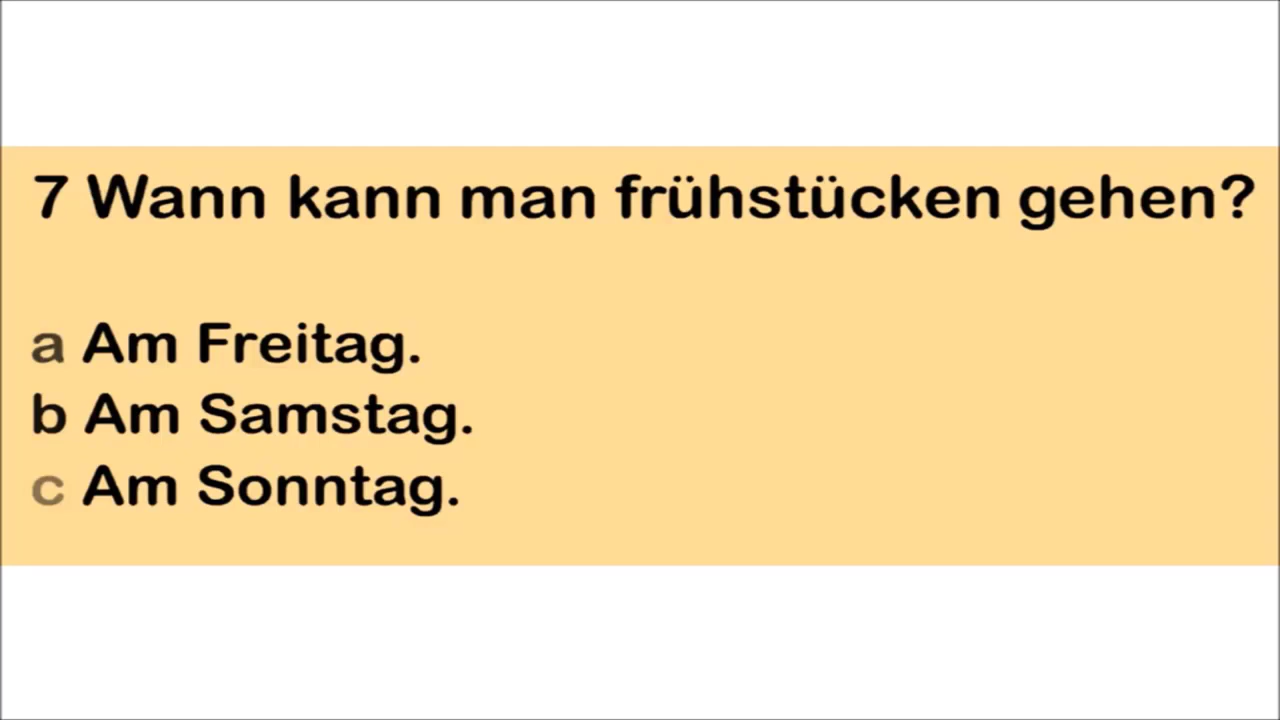 7 Wann kann man frühstücken gehen?
a Am Freitag.
b Am Samstag.
c Am Sonntag.